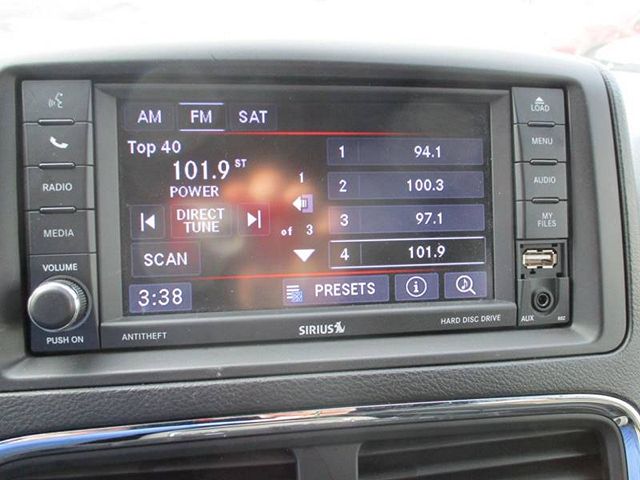 AM FM SAT
Top 40
101.9 ST
POWER
DIRECT
TUNE
SCAN
3:38
1
of 3
1 94.1
2 100.3
3 97.1
4 101.9
PRESETS
RADIO
MEDIA
VOLUME
PUSH ON
ANTITHEFT
SIRIUS
HARD DISC DRIVE
LOAD
MENU
AUDIO
MY
FILES
AUX